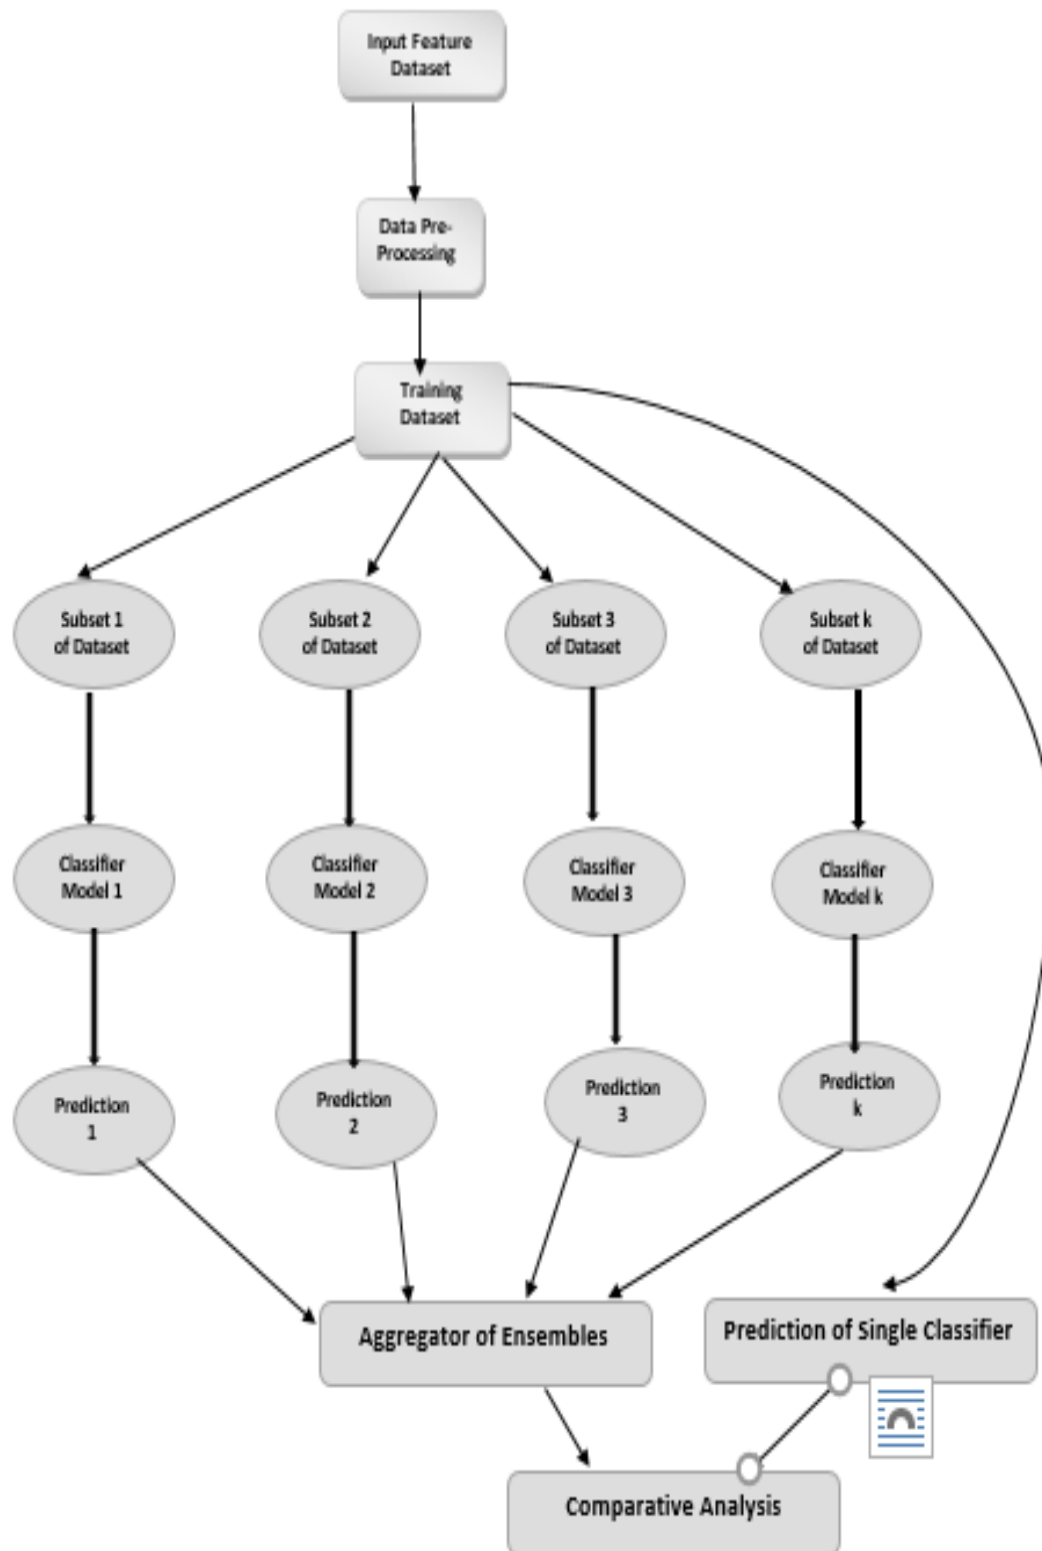 Input Feature
Dataset
Data Pre-
Processing
Training
Dataset
Subset 1
of Dataset
Subset 2
of Dataset
Subset 3
of Dataset
Subset k
of Dataset
Classifier
Model 1
Classifier
Model 2
Classifier
Model 3
Classifier
Model k
Prediction
1
Prediction
2
Prediction
3
Prediction
k
Aggregator of Ensembles
Prediction of Single Classifier
Comparative Analysis